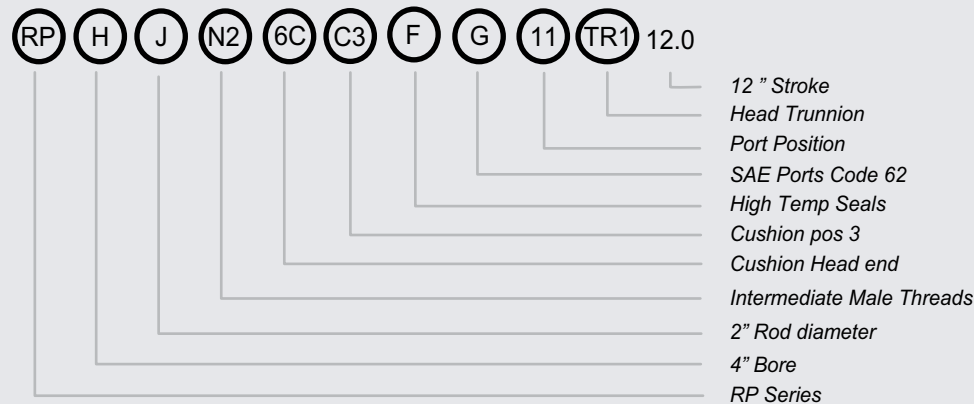 RP H J N2 6C C3 F G 11 TR1 12.0
12 ” Stroke
Head Trunnion
Port Position
SAE Ports Code 62
High Temp Seals
Cushion pos 3
Cushion Head end
Intermediate Male Threads
2” Rod diameter
4” Bore
RP Series